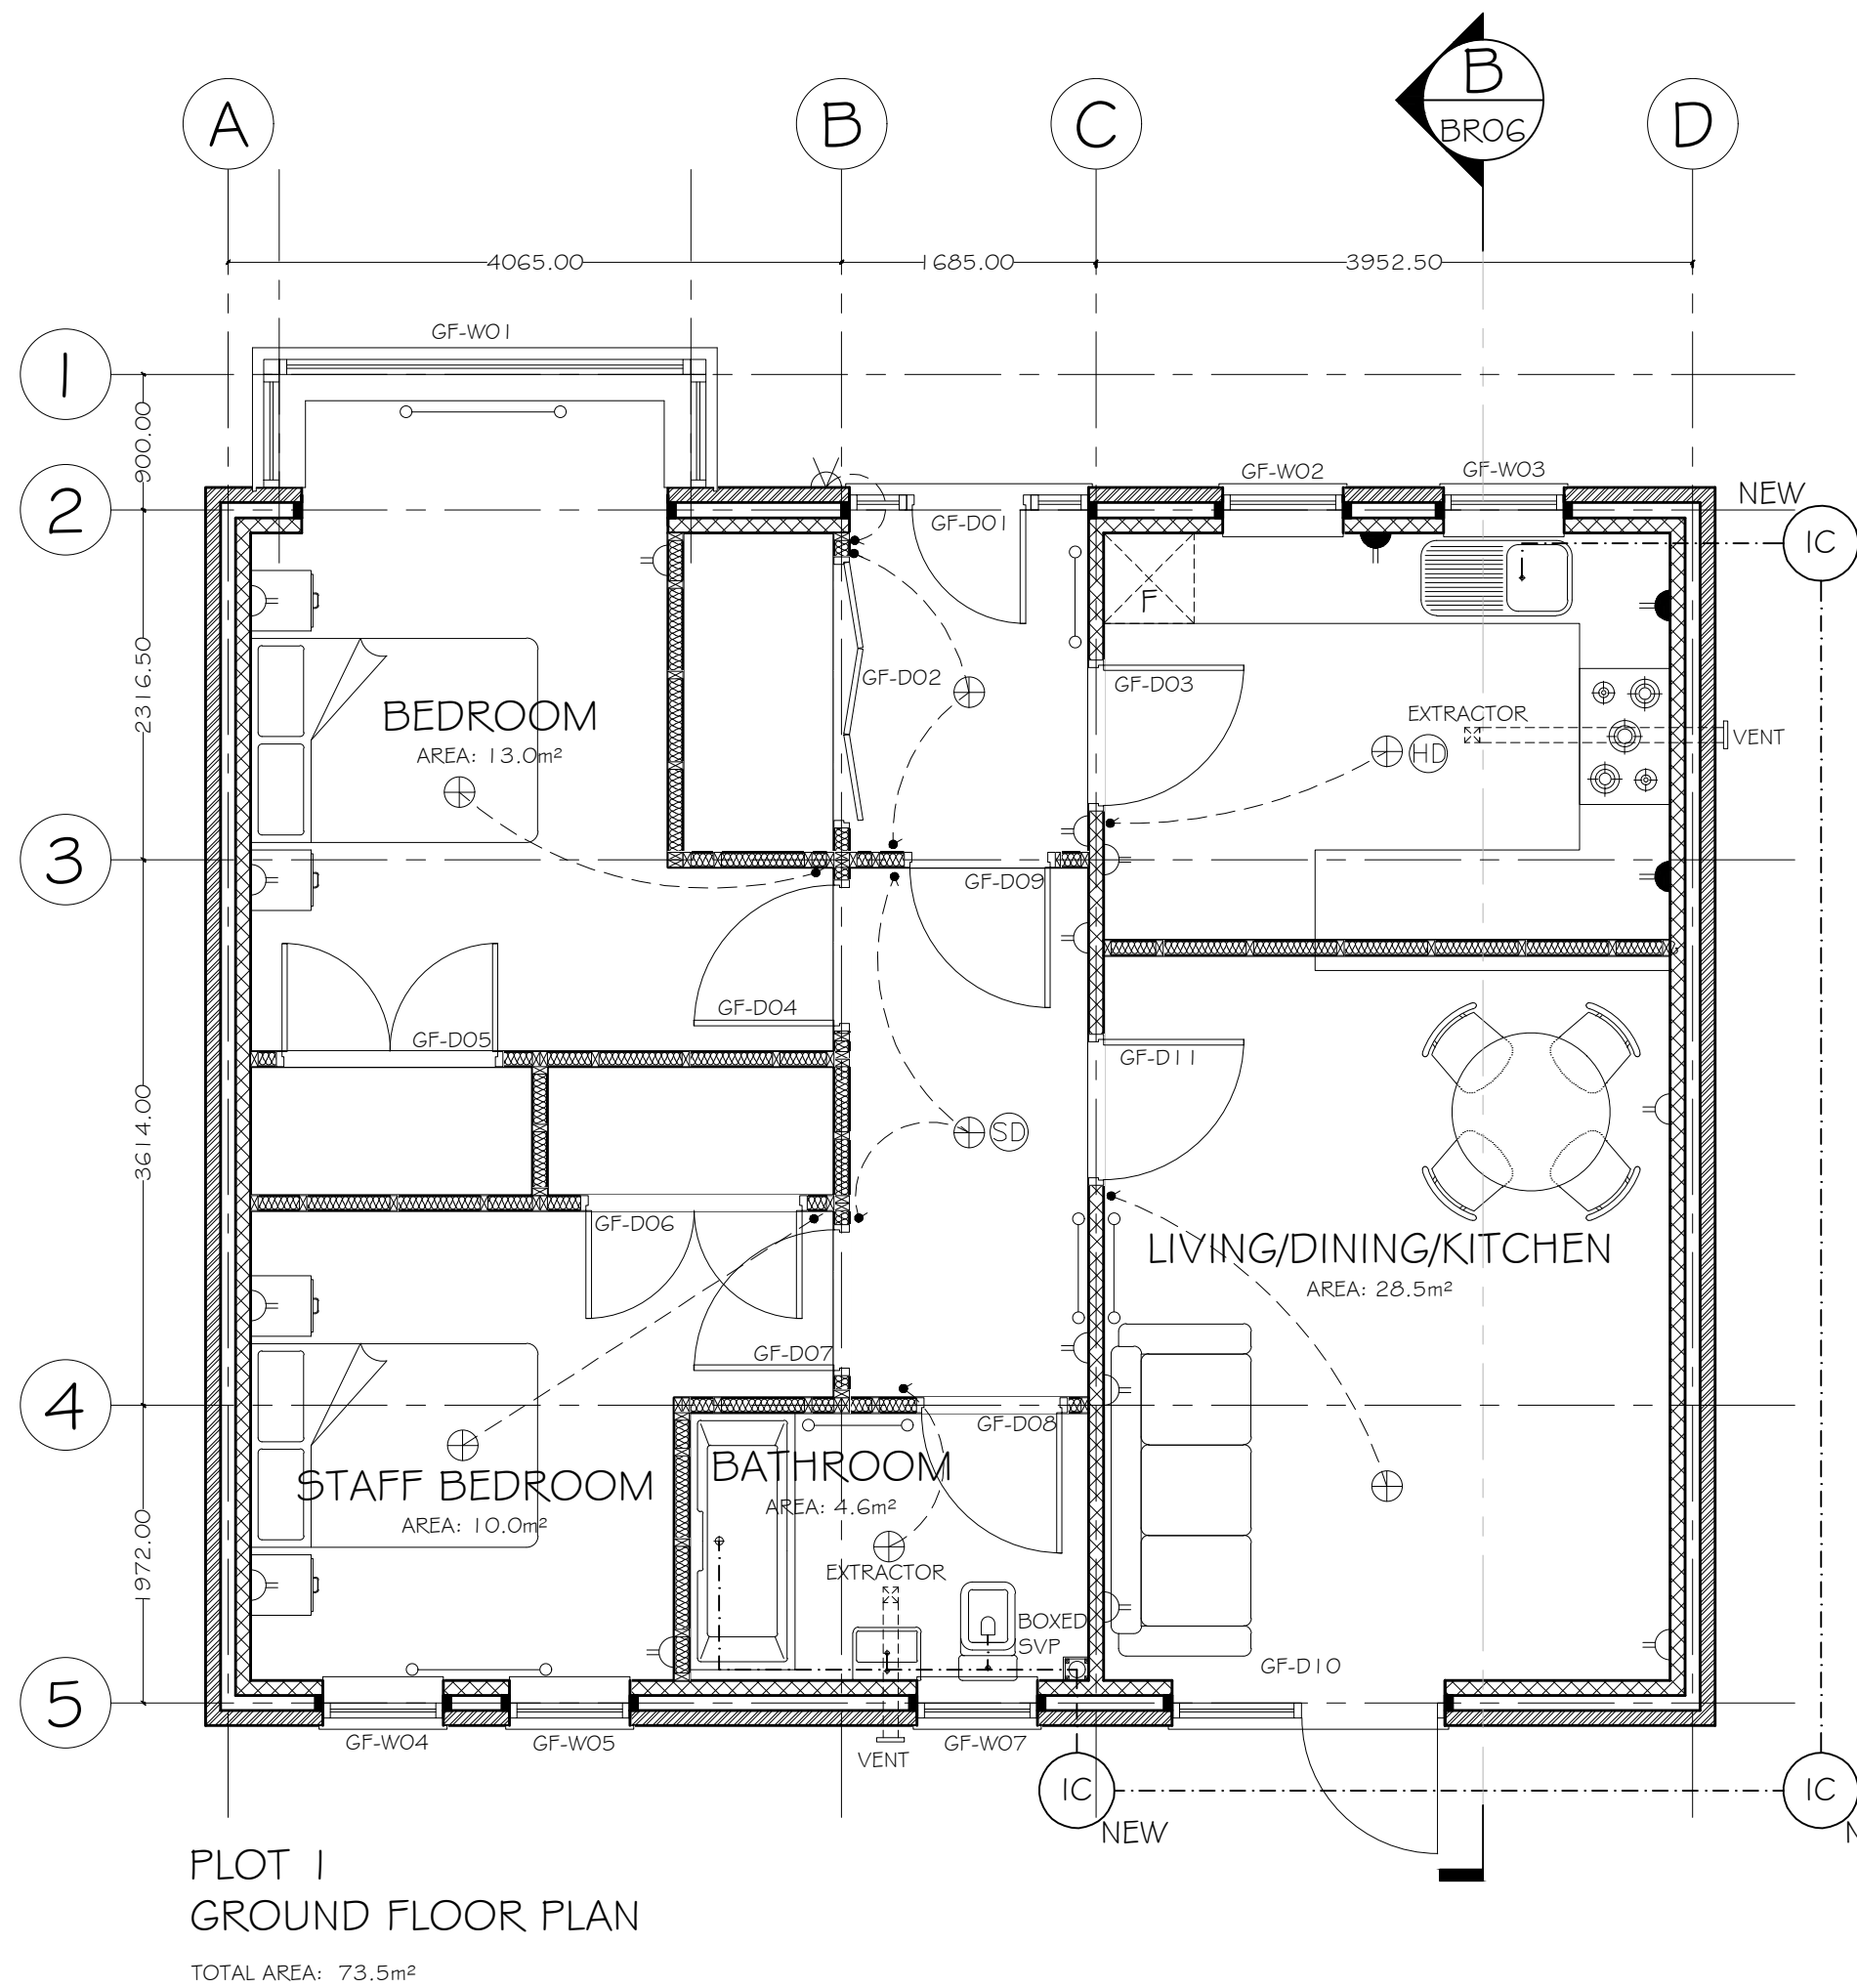 B
BR06
A
B
C
D
4065.00
1685.00
3952.50
GF-W01
1
900.00
GF-W02
GF-W03
NEW
2
GF-D01
IC
F
2316.50
GF-D02
GF-D03
BEDROOM
AREA: 13.0m²
EXTRACTOR
HD
VENT
3
GF-D09
GF-D04
GF-D05
GF-D11
3614.00
SD
GF-D06
LIVING/DINING/KITCHEN
AREA: 28.5m²
GF-D07
4
GF-D08
BATHROOM
AREA: 4.6m²
STAFF BEDROOM
AREA: 10.0m²
1972.00
EXTRACTOR
BOXED
SVP
GF-D10
5
GF-W04
GF-W05
VENT
GF-W07
IC
IC
NEW
PLOT 1
GROUND FLOOR PLAN
TOTAL AREA: 73.5m²